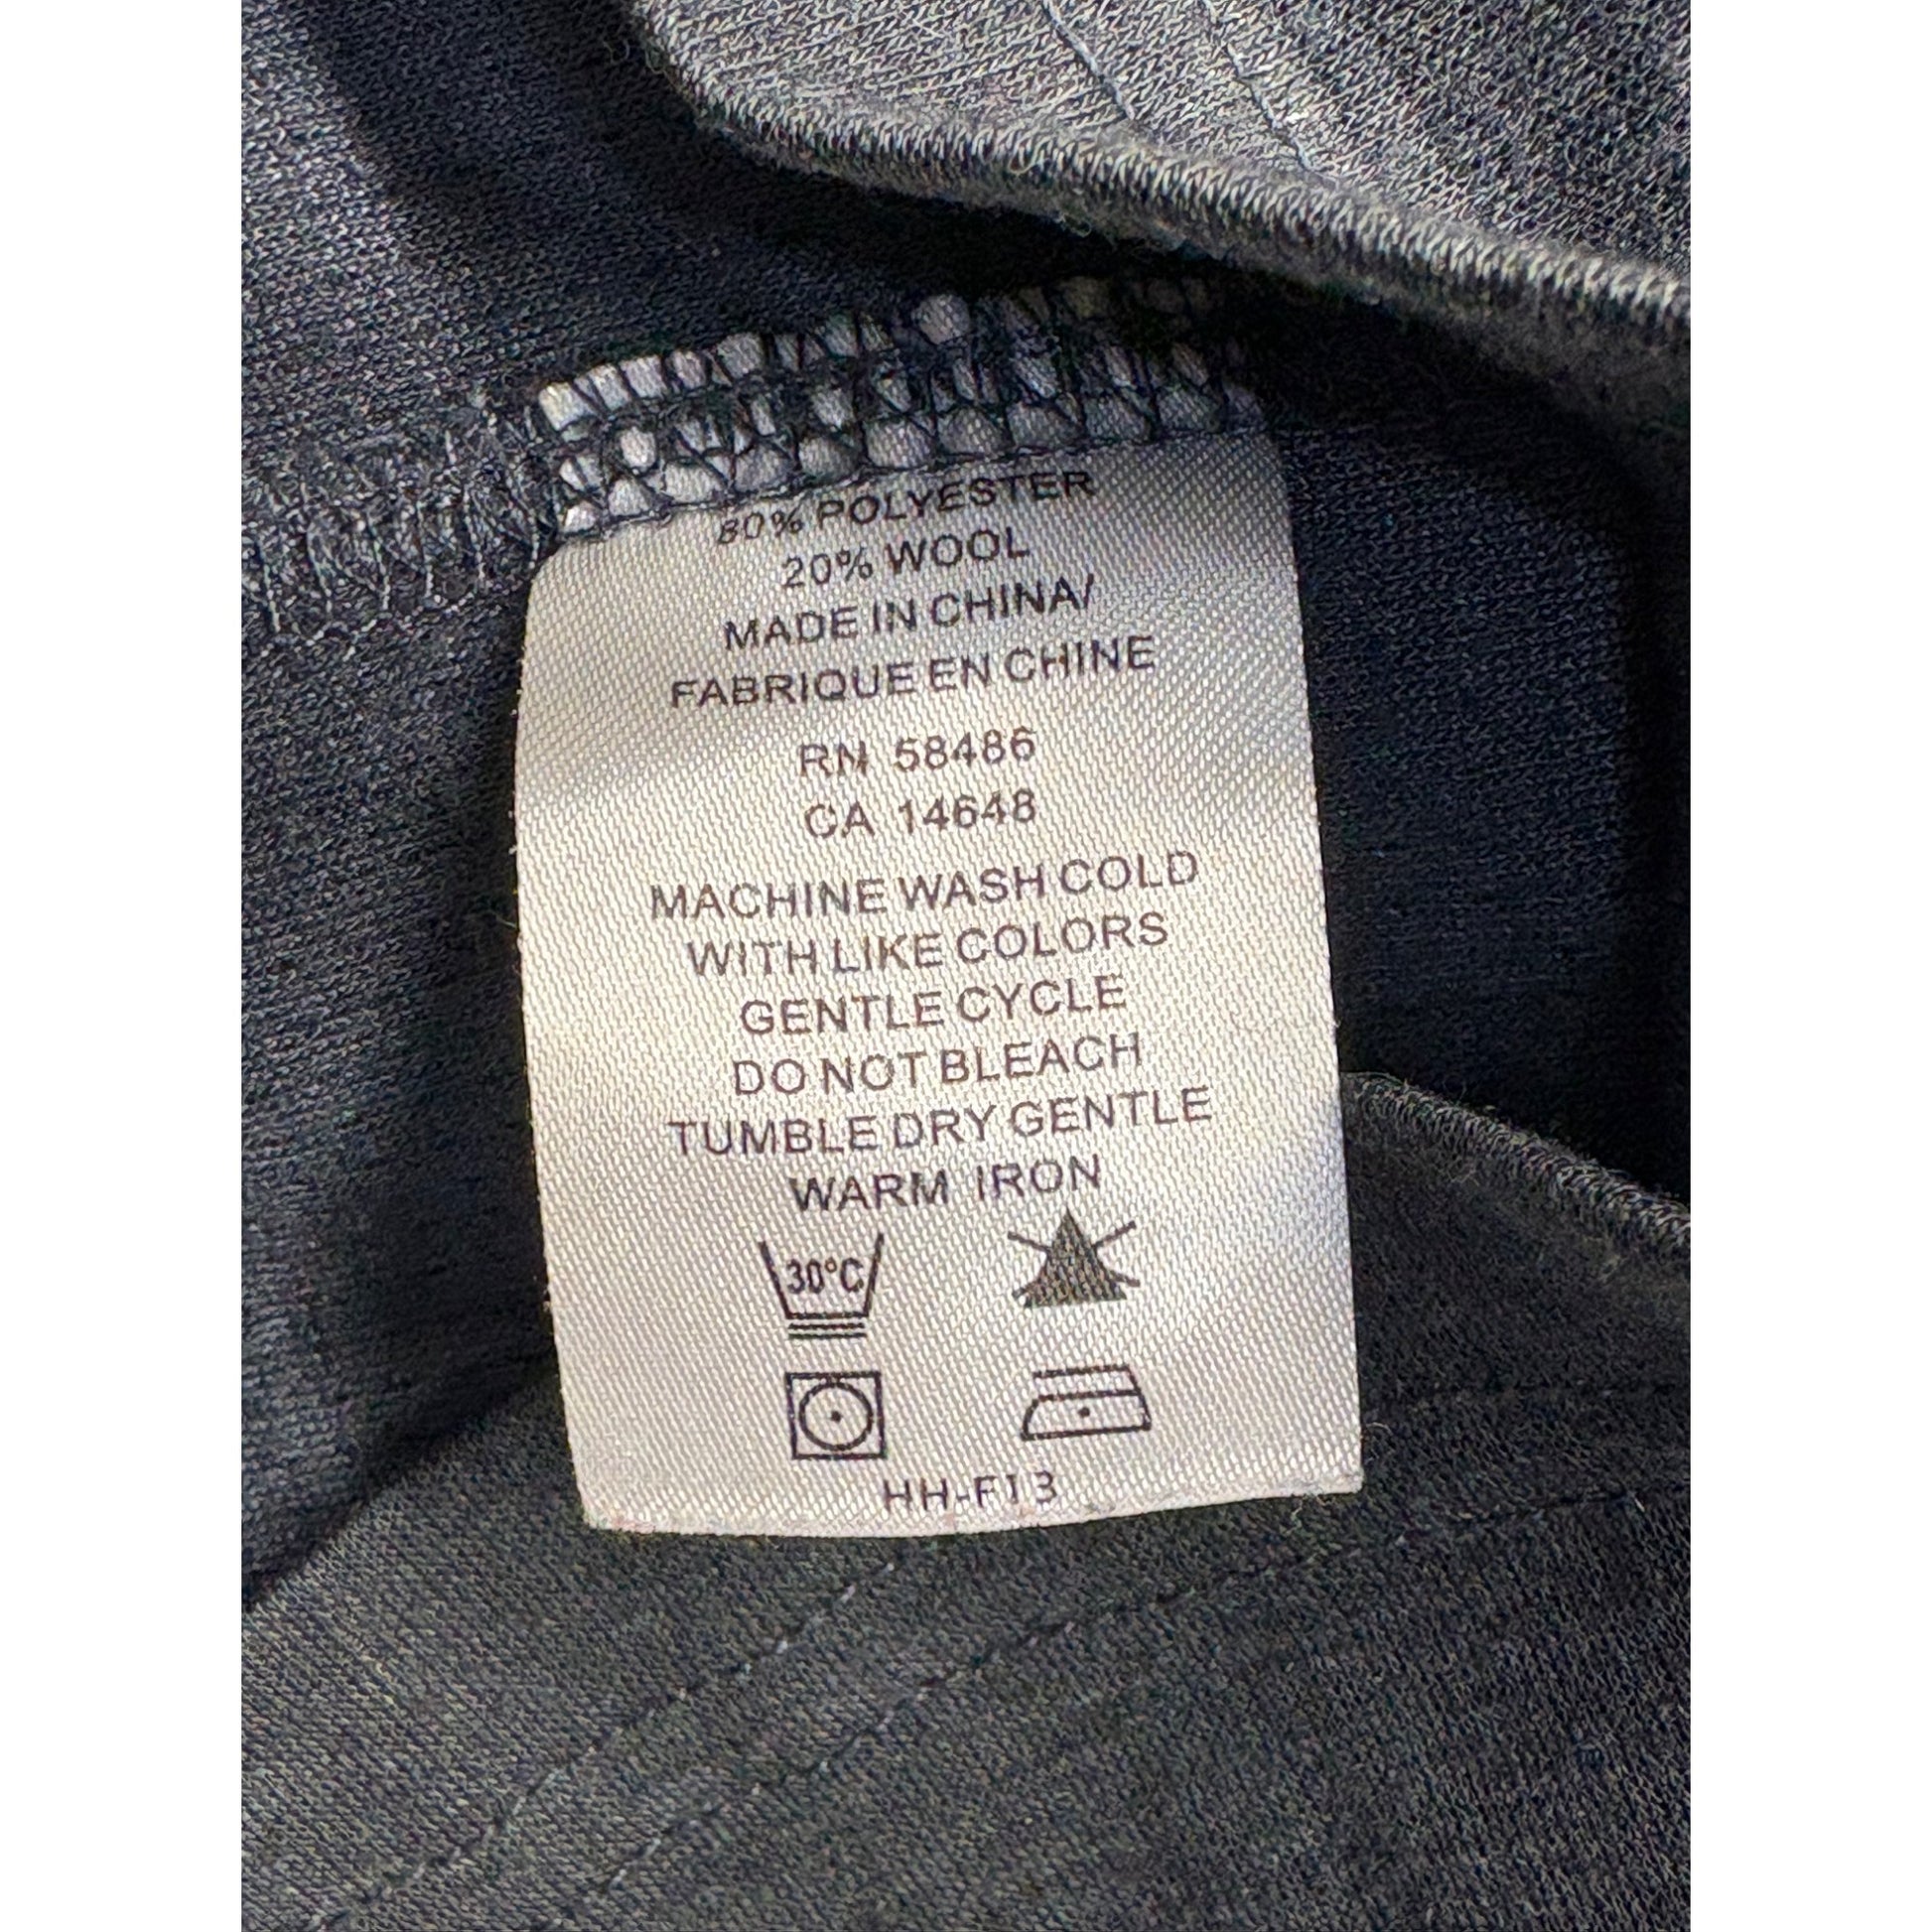 80% POLYESTER
20% WOOL
MADE IN CHINA/
FABRIQUE EN CHINE
RN 58486
CA 14648
MACHINE WASH COLD
WITH LIKE COLORS
GENTLE CYCLE
DO NOT BLEACH
TUMBLE DRY GENTLE
WARM IRON
30°C
HH-F13